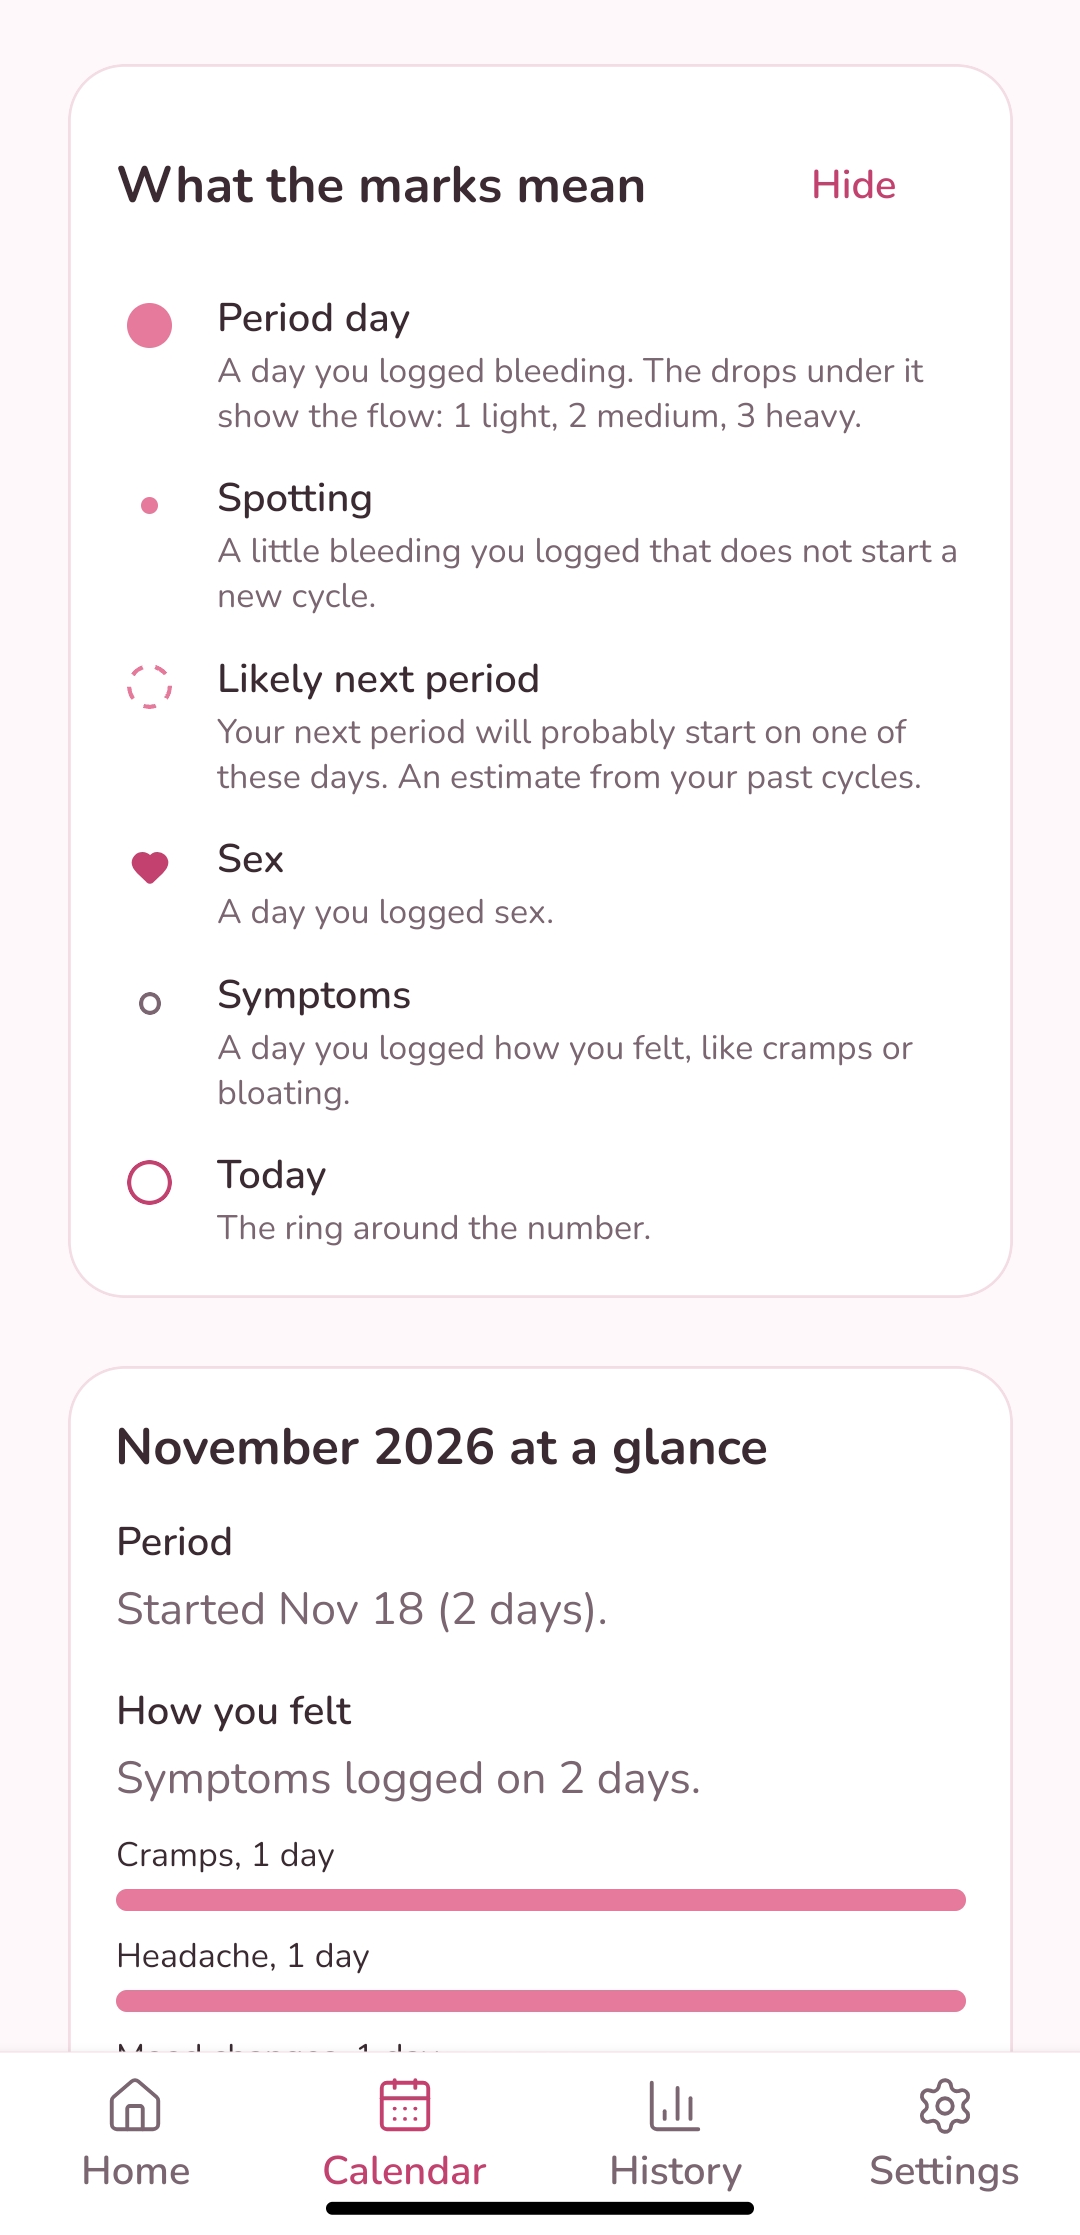 What the marks mean
Hide
Period day
A day you logged bleeding. The drops under it
show the flow: 1 light, 2 medium, 3 heavy.
Spotting
A little bleeding you logged that does not start a
new cycle.
Likely next period
Your next period will probably start on one of
these days. An estimate from your past cycles.
Sex
A day you logged sex.
Symptoms
A day you logged how you felt, like cramps or
bloating.
Today
The ring around the number.
November 2026 at a glance
Period
Started Nov 18 (2 days).
How you felt
Symptoms logged on 2 days.
Cramps, 1 day
Headache, 1 day
Mood changes, 1 day
Home
Calendar
History
Settings